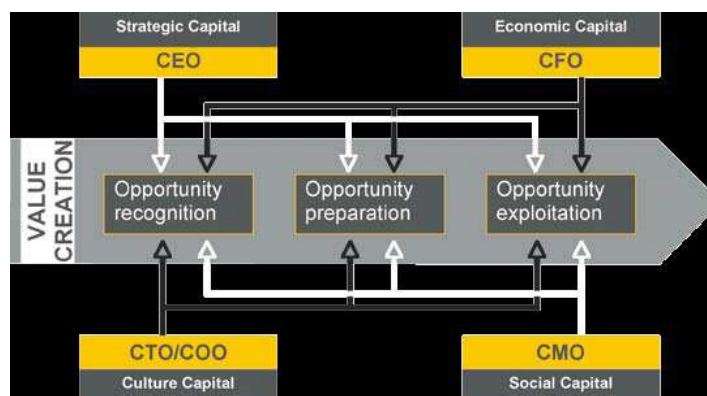 Strategic Capital
CEO
Economic Capital
CFO
VALUE
CREATION
Opportunity
recognition
Opportunity
preparation
Opportunity
exploitation
CTO/COO
Culture Capital
CMO
Social Capital